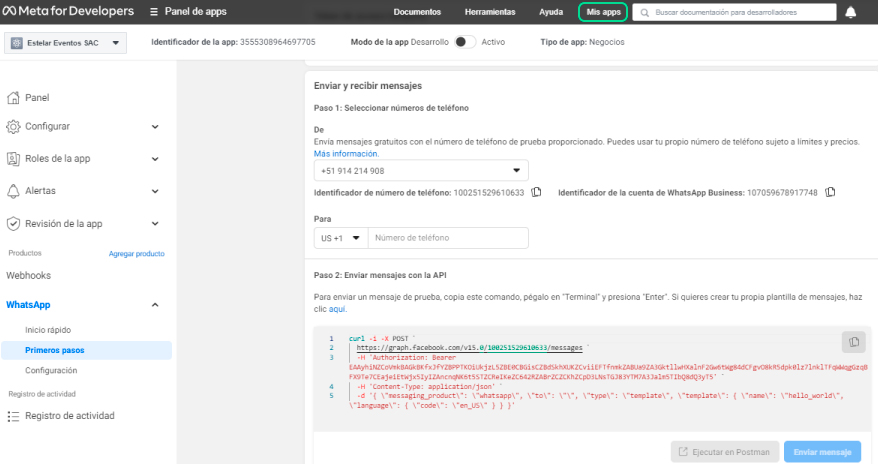 Meta for Developers
Panel de apps
Documentos
Herramientas
Ayuda
Mis apps
Buscar documentación para desarrolladores
Estelar Eventos SAC
Identificador de la app: 3555308964697705
Modo de la app Desarrollo
Activo
Tipo de app: Negocios
Panel
Configurar
Roles de la app
Alertas
Revisión de la app
Productos
Agregar producto
Webhooks
WhatsApp
Inicio rápido
Primeros pasos
Configuración
Registro de actividad
Registro de actividad
Enviar y recibir mensajes
Paso 1: Seleccionar números de teléfono
De
Envía mensajes gratuitos con el número de teléfono de prueba proporcionado. Puedes usar tu propio número de teléfono sujeto a límites y precios.
Más información.
+51 914 214 908
Identificador de número de teléfono: 100251529610633
Identificador de la cuenta de WhatsApp Business: 107059678917748
Para
US +1
Número de teléfono
Paso 2: Enviar mensajes con la API
Para enviar un mensaje de prueba, copia este comando, pégalo en "Terminal" y presiona "Enter". Si quieres crear tu propia plantilla de mensajes, haz
clic aquí.
1 curl -i -X POST `
2 https://graph.facebook.com/v15.0/100251529610633/messages `
3 -H 'Authorization: Bearer
4 -H 'Content-Type: application/json' `
5 -d '{ \"messaging_product\": \"whatsapp\", \"to\": \"\", \"type\": \"template\", \"template\": { \"name\": \"hello_world\",
\"language\": { \"code\": \"en_US\" } } }'
Ejecutar en Postman
Enviar mensaje